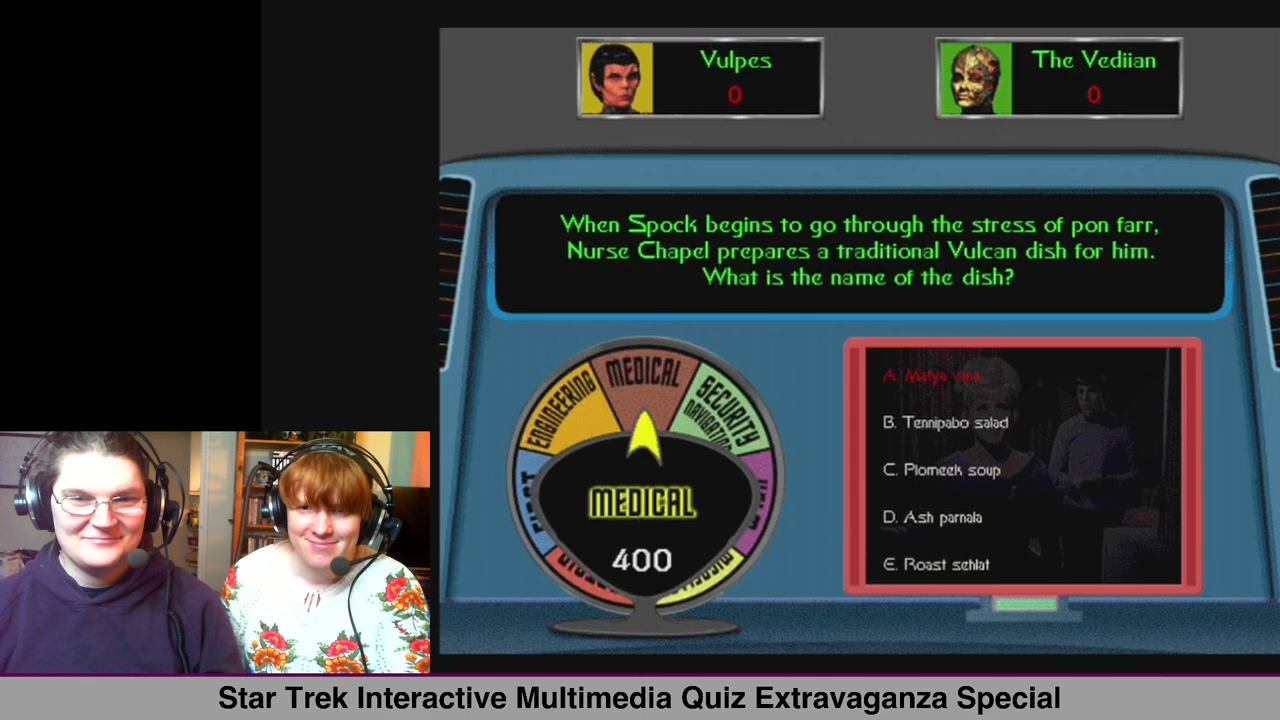 Vulpes
0
The Vediian
0
When Spock begins to go through the stress of pon farr,
Nurse Chapel prepares a traditional Vulcan dish for him.
What is the name of the dish?
ENGINEERING
MEDICAL
SECURITY
NAVIGATION
MEDICAL
400
A. Matya vana
B. Tennipabo salad
C. Plomeek soup
D. Ash parnala
E. Roast sehlat
Star Trek Interactive Multimedia Quiz Extravaganza Special